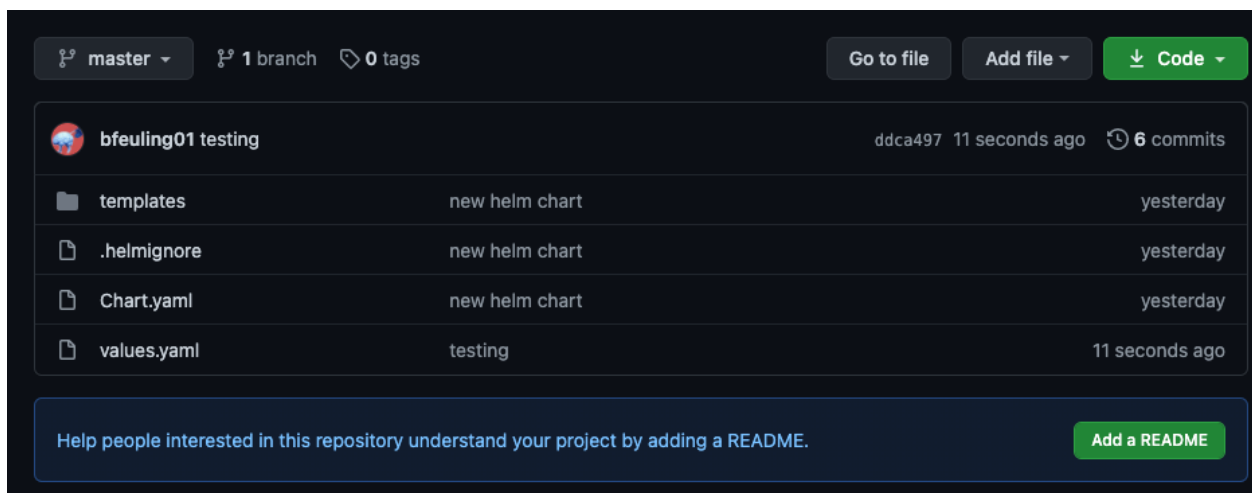 master 1 branch 0 tags Go to file Add file Code
bfeuling01 testing ddca497 11 seconds ago 6 commits
templates new helm chart yesterday
.helmignore new helm chart yesterday
Chart.yaml new helm chart yesterday
values.yaml testing 11 seconds ago
Help people interested in this repository understand your project by adding a README. Add a README